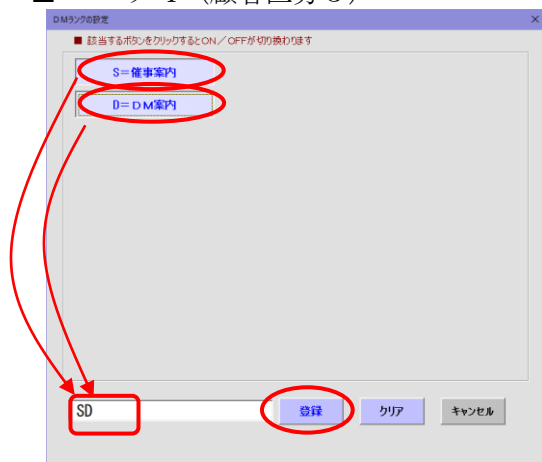 DMランクの設定
■ 該当するボタンをクリックするとON／OFFが切り換わります
S=催事案内
D=DM案内
SD
登録
クリア
キャンセル